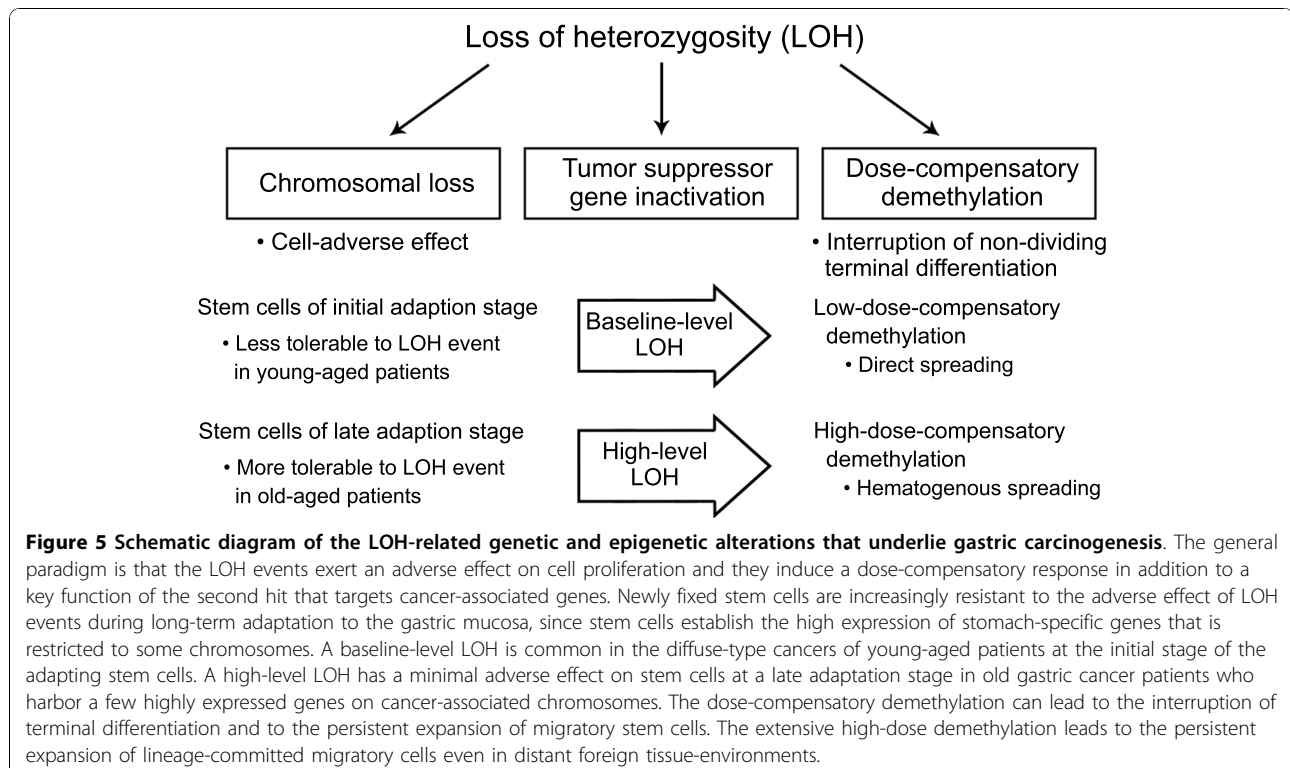 Loss of heterozygosity (LOH)
Chromosomal loss
Tumor suppressor
gene inactivation
Dose-compensatory
demethylation
• Cell-adverse effect
• Interruption of non-dividing
terminal differentiation
Stem cells of initial adaption stage
• Less tolerable to LOH event
in young-aged patients
Baseline-level
LOH
Low-dose-compensatory
demethylation
• Direct spreading
Stem cells of late adaption stage
• More tolerable to LOH event
in old-aged patients
High-level
LOH
High-dose-compensatory
demethylation
• Hematogenous spreading
Figure 5 Schematic diagram of the LOH-related genetic and epigenetic alterations that underlie gastric carcinogenesis. The general
paradigm is that the LOH events exert an adverse effect on cell proliferation and they induce a dose-compensatory response in addition to a
key function of the second hit that targets cancer-associated genes. Newly fixed stem cells are increasingly resistant to the adverse effect of LOH
events during long-term adaptation to the gastric mucosa, since stem cells establish the high expression of stomach-specific genes that is
restricted to some chromosomes. A baseline-level LOH is common in the diffuse-type cancers of young-aged patients at the initial stage of the
adapting stem cells. A high-level LOH has a minimal adverse effect on stem cells at a late adaptation stage in old gastric cancer patients who
harbor a few highly expressed genes on cancer-associated chromosomes. The dose-compensatory demethylation can lead to the interruption of
terminal differentiation and to the persistent expansion of migratory stem cells. The extensive high-dose demethylation leads to the persistent
expansion of lineage-committed migratory cells even in distant foreign tissue-environments.